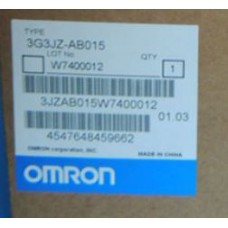 TYPE
3G3JZ-AB015
LOT No
QTY
W7400012
1
3JZAB015W7400012
01.03
4547648459662
OMRON Corporation, INC.
MADE IN CHINA
OMRON